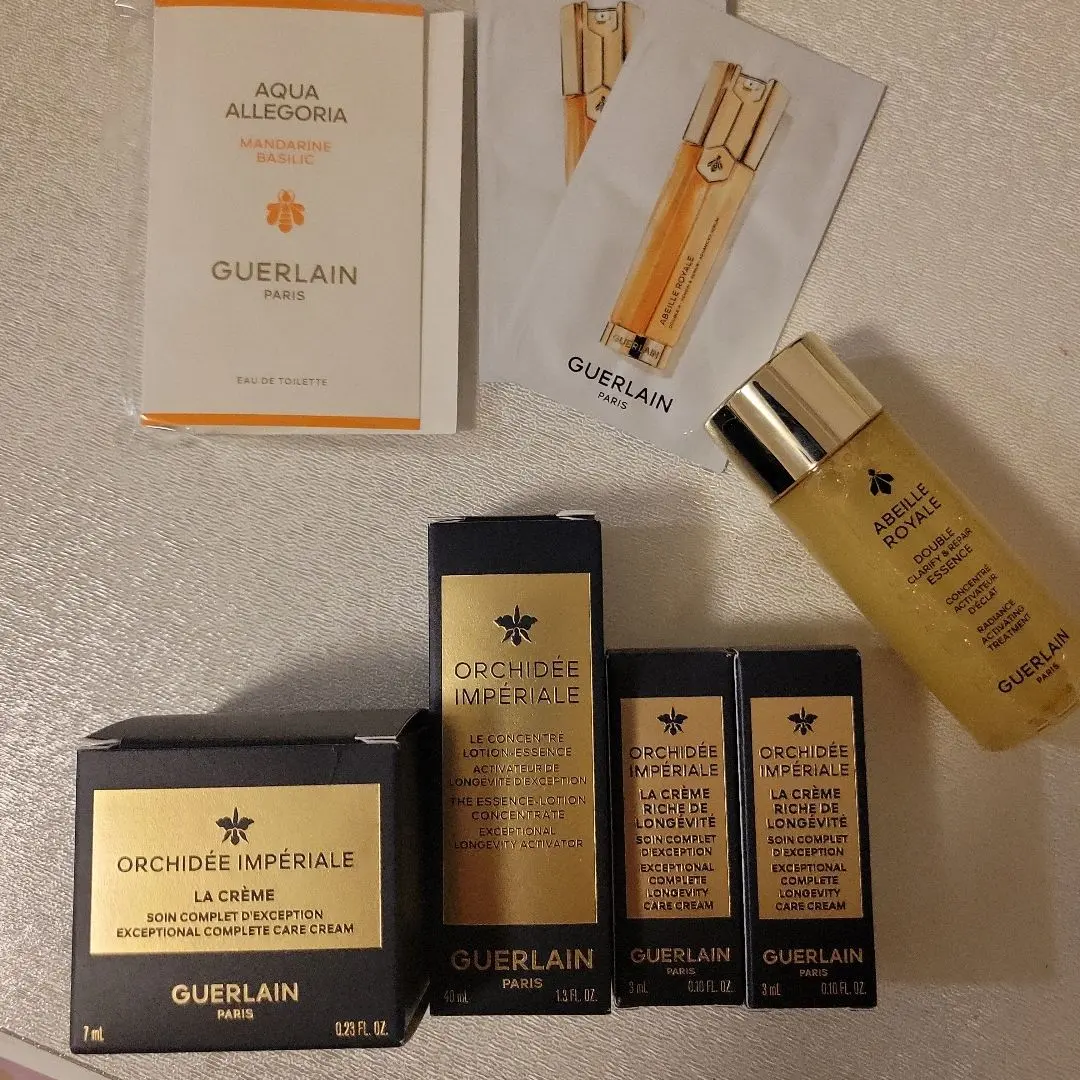 AQUA
ALLEGORIA
MANDARINE
BASILIC
GUERLAIN
PARIS
EAU DE TOILETTE
ABEILLE ROYALE
GUERLAIN
GUERLAIN
PARIS
ABEILLE
ROYALE
DOUBLE
CLARIFY & REPAIR
ESSENCE
CONCENTRÉ
ACTIVATEUR
D'ÉCLAT
RADIANCE
ACTIVATING
TREATMENT
GUERLAIN
PARIS
ORCHIDÉE IMPÉRIALE
LA CRÈME
SOIN COMPLET D'EXCEPTION
EXCEPTIONAL COMPLETE CARE CREAM
GUERLAIN
PARIS
7 mL 0.23 FL. OZ.
ORCHIDÉE
IMPÉRIALE
LE CONCENTRÉ
LOTION-ESSENCE
ACTIVATEUR DE
LONGÉVITÉ D'EXCEPTION
THE ESSENCE-LOTION
CONCENTRATE
EXCEPTIONAL
LONGEVITY ACTIVATOR
GUERLAIN
PARIS
40 mL 1.3 FL. OZ.
ORCHIDÉE
IMPÉRIALE
LA CRÈME
RICHE DE
LONGÉVITÉ
SOIN COMPLET
D'EXCEPTION
EXCEPTIONAL
COMPLETE
LONGEVITY
CARE CREAM
GUERLAIN
PARIS
3 mL 0.10 FL. OZ.
ORCHIDÉE
IMPÉRIALE
LA CRÈME
RICHE DE
LONGÉVITÉ
SOIN COMPLET
D'EXCEPTION
EXCEPTIONAL
COMPLETE
LONGEVITY
CARE CREAM
GUERLAIN
PARIS
3 mL 0.10 FL. OZ.